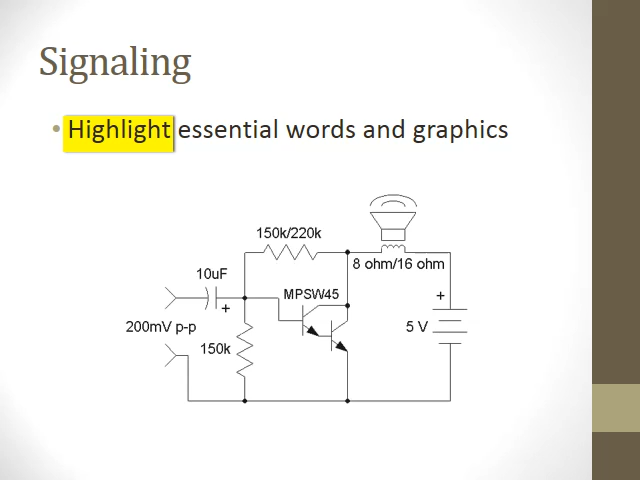 Signaling
• Highlight essential words and graphics
150k/220k
8 ohm/16 ohm
10uF
+
MPSW45
+
200mV p-p
5 V
150k